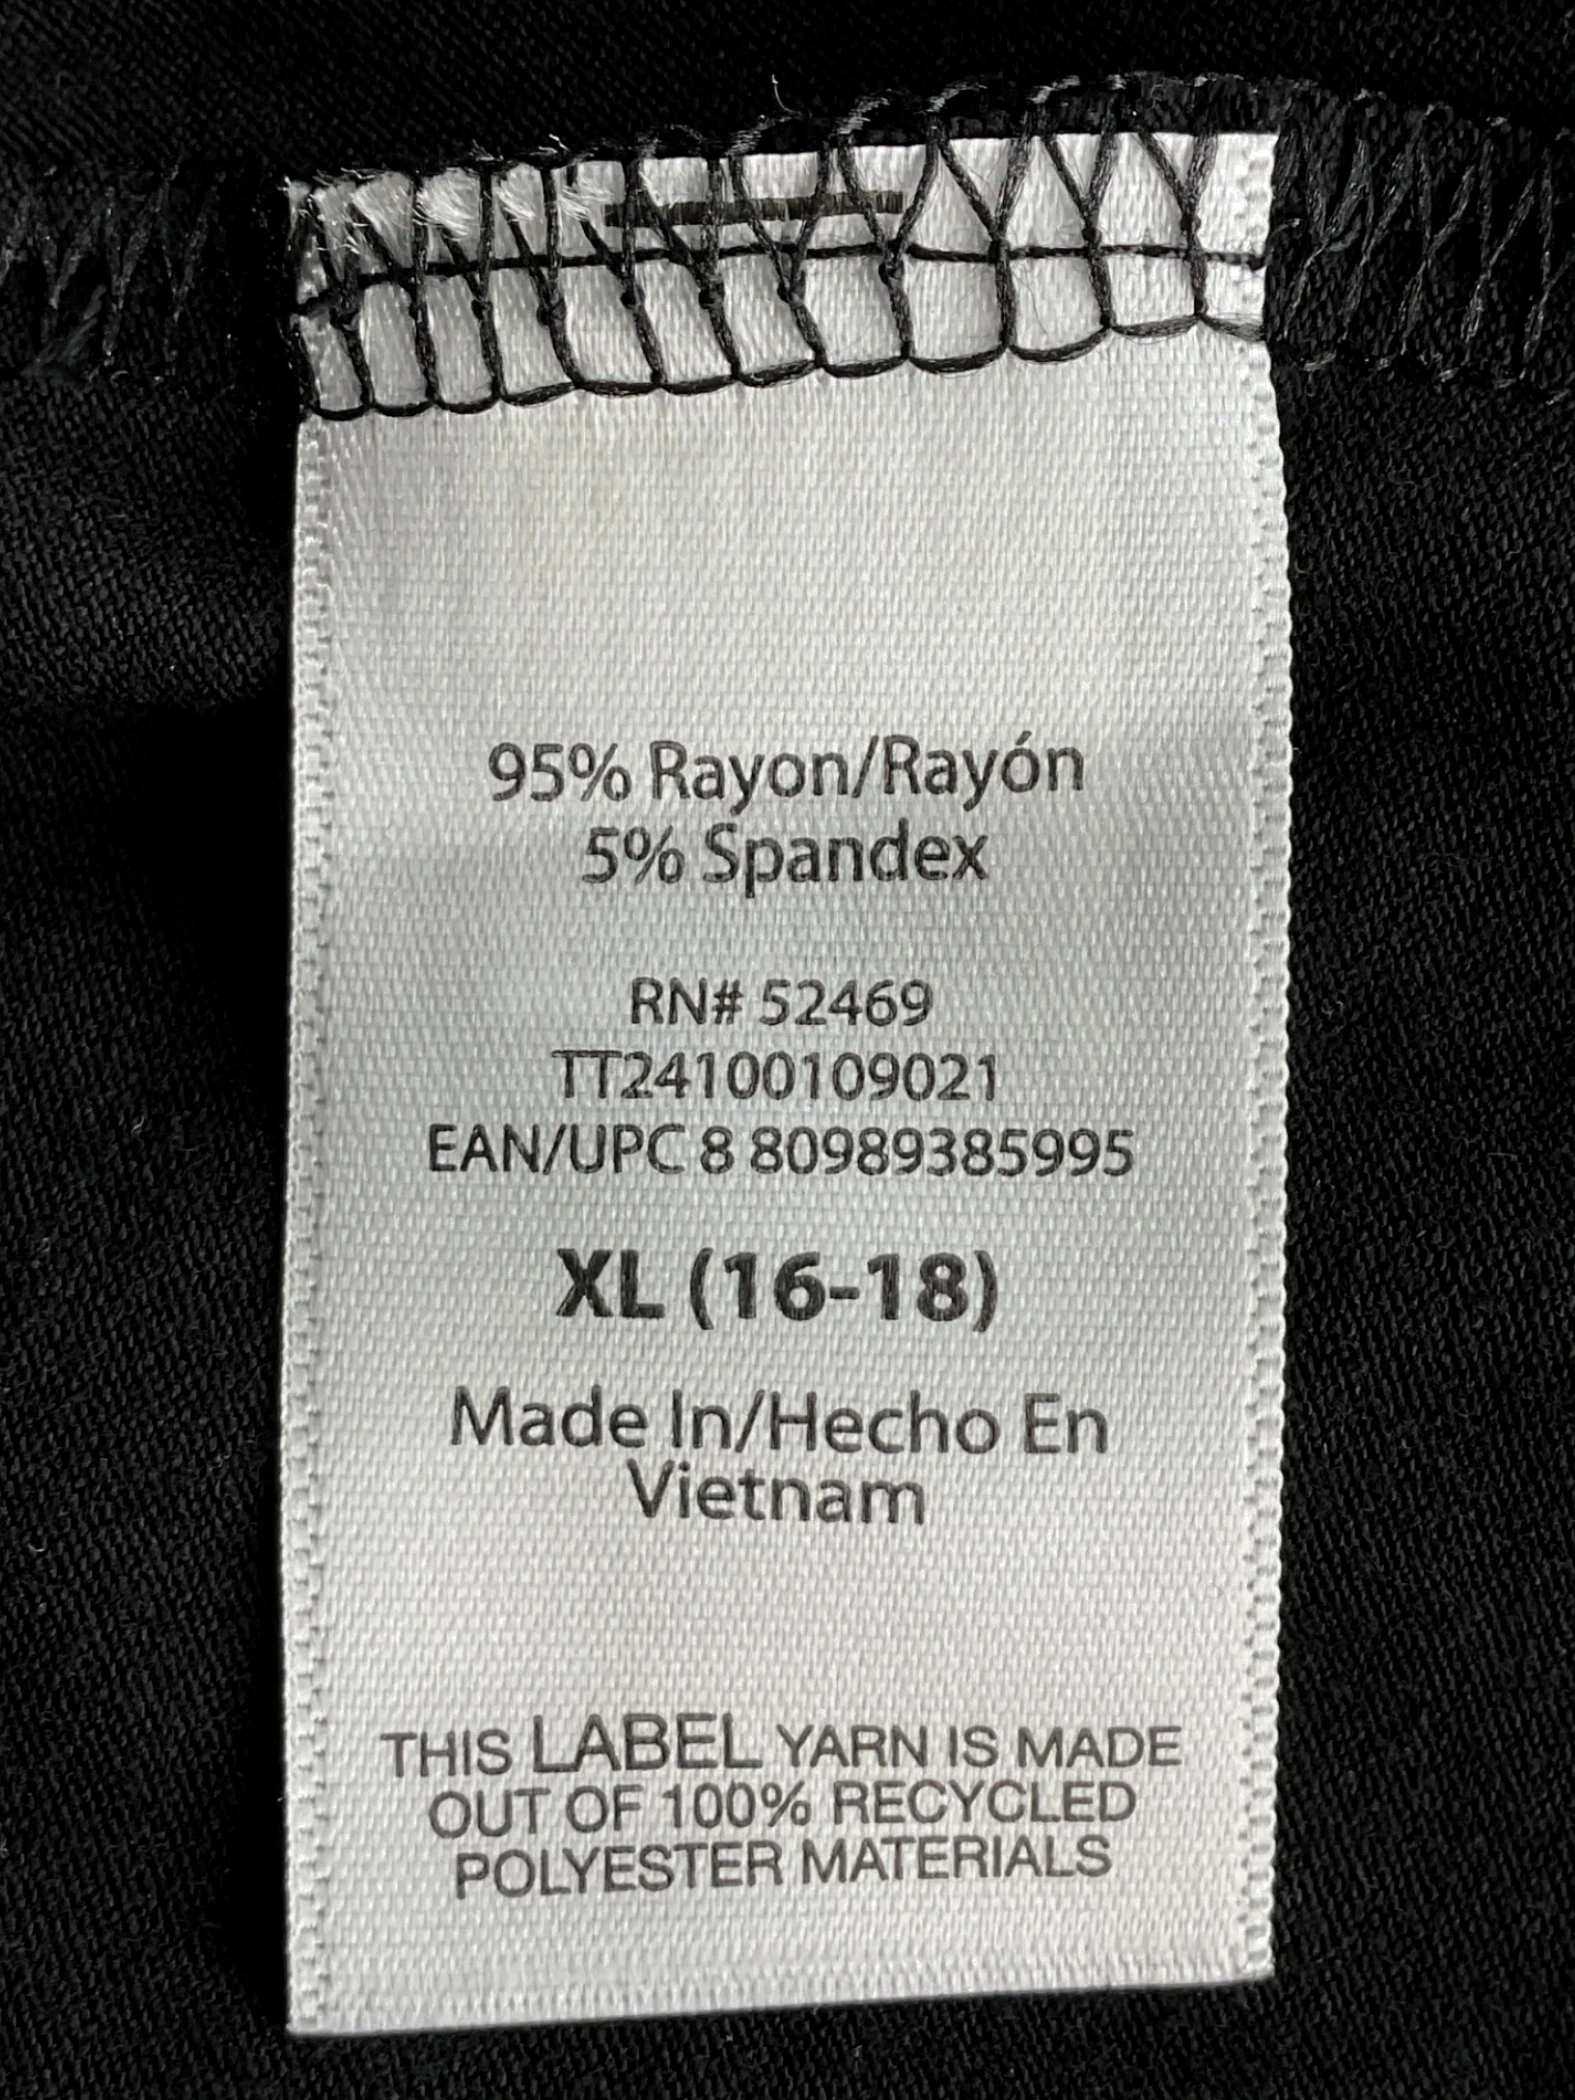 95% Rayon/Rayón
5% Spandex
RN# 52469
TT24100109021
EAN/UPC 8 80989385995
XL (16-18)
Made In/Hecho En
Vietnam
THIS LABEL YARN IS MADE
OUT OF 100% RECYCLED
POLYESTER MATERIALS